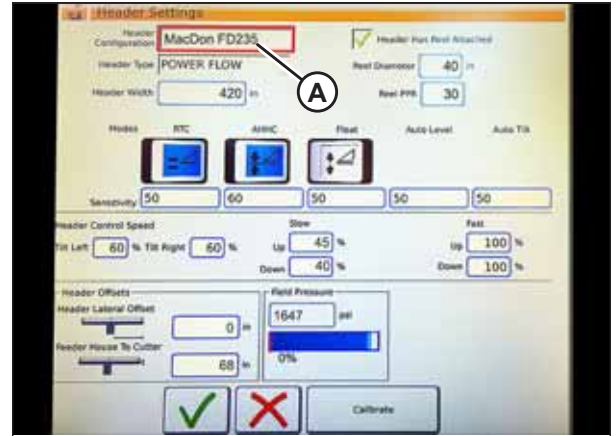 Header Settings
Header Configuration MacDon FD235 Header Has Reel Attached
Header Type POWER FLOW Reel Diameter 40 in
A
Header Width 420 in Reel PPR 30
Modes RTC AHHC Float Auto Level Auto Tilt
Sensitivity 50 60 50 50 50
Header Control Speed Slow Fast
Tilt Left 60 % Tilt Right 60 % Up 45 % Up 100 %
Down 40 % Down 100 %
Header Offsets Field Pressure
Header Lateral Offset 1647 psi
0 in
Feeder House To Cutter 0%
68 in
Calibrate